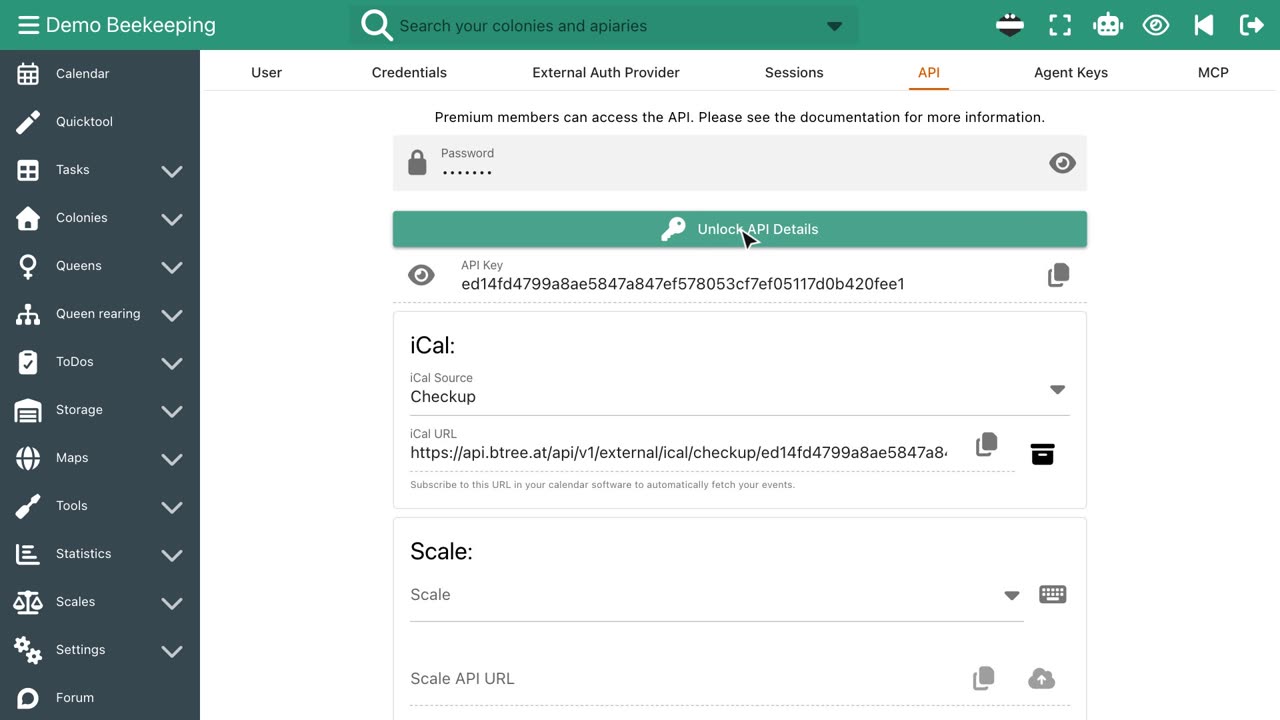 Demo Beekeeping
Search your colonies and apiaries
Calendar
Quicktool
Tasks
Colonies
Queens
Queen rearing
ToDos
Storage
Maps
Tools
Statistics
Scales
Settings
Forum
User
Credentials
External Auth Provider
Sessions
API
Agent Keys
MCP
Premium members can access the API. Please see the documentation for more information.
Password
•••••••
Unlock API Details
API Key
ed14fd4799a8ae5847a847ef578053cf7ef05117d0b420fee1
iCal:
iCal Source
Checkup
iCal URL
https://api.btree.at/api/v1/external/ical/checkup/ed14fd4799a8ae5847a84
Subscribe to this URL in your calendar software to automatically fetch your events.
Scale:
Scale
Scale API URL